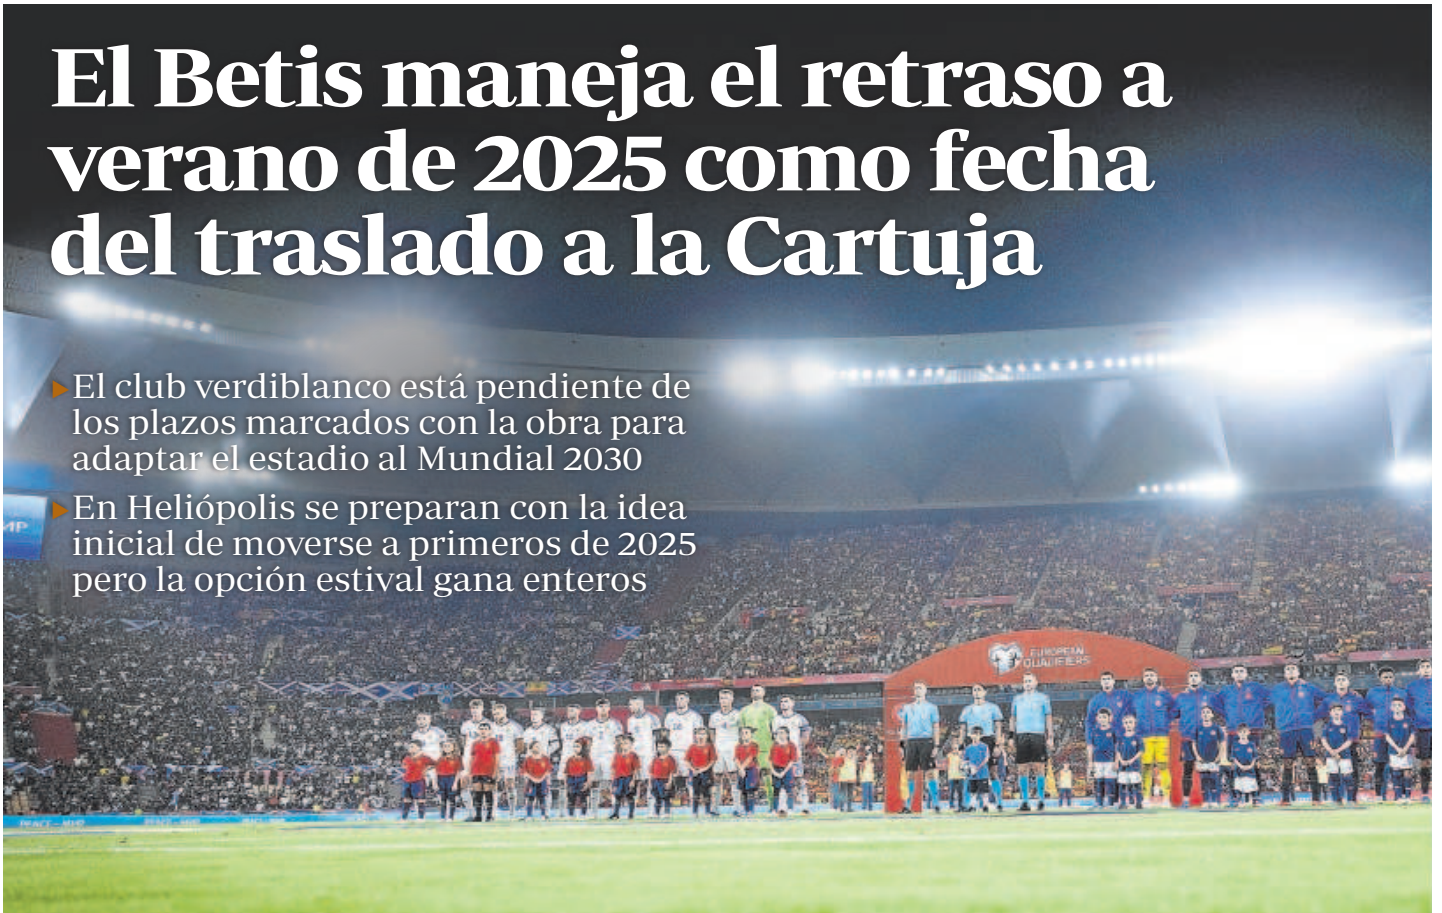 El Betis maneja el retraso a
verano de 2025 como fecha
del traslado a la Cartuja
▶El club verdiblanco está pendiente de
los plazos marcados con la obra para
adaptar el estadio al Mundial 2030
▶En Heliópolis se preparan con la idea
inicial de moverse a primeros de 2025
pero la opción estival gana enteros
EUROPEAN
QUALIFIERS